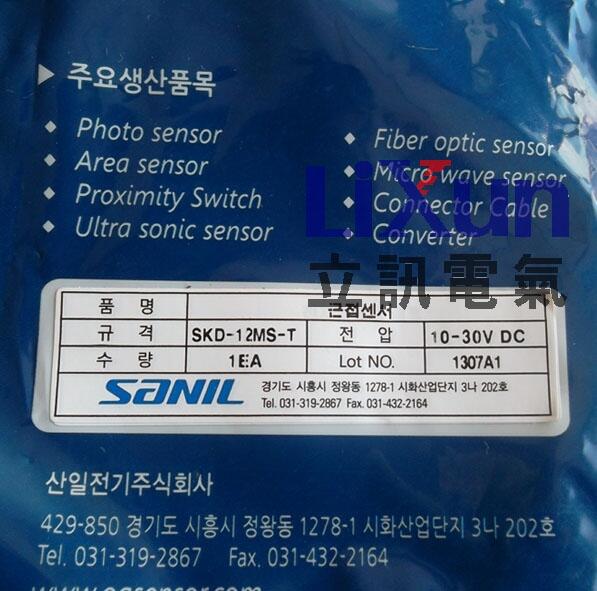 주요생산품목
Photo sensor
Area sensor
Proximity Switch
Ultra sonic sensor
Fiber optic sensor
Micro wave sensor
Connector Cable
Converter
LiXun
立訊電氣
품 명 근접센서
규 격 SKD-12MS-T 전 압 10-30V DC
수 량 1EA Lot NO. 1307A1
SANIL 경기도 시흥시 정왕동 1278-1 시화산업단지 3나 202호
Tel. 031-319-2867 Fax. 031-432-2164
산일전기주식회사
429-850 경기도 시흥시 정왕동 1278-1 시화산업단지 3나 202호
Tel. 031-319-2867 Fax. 031-432-2164